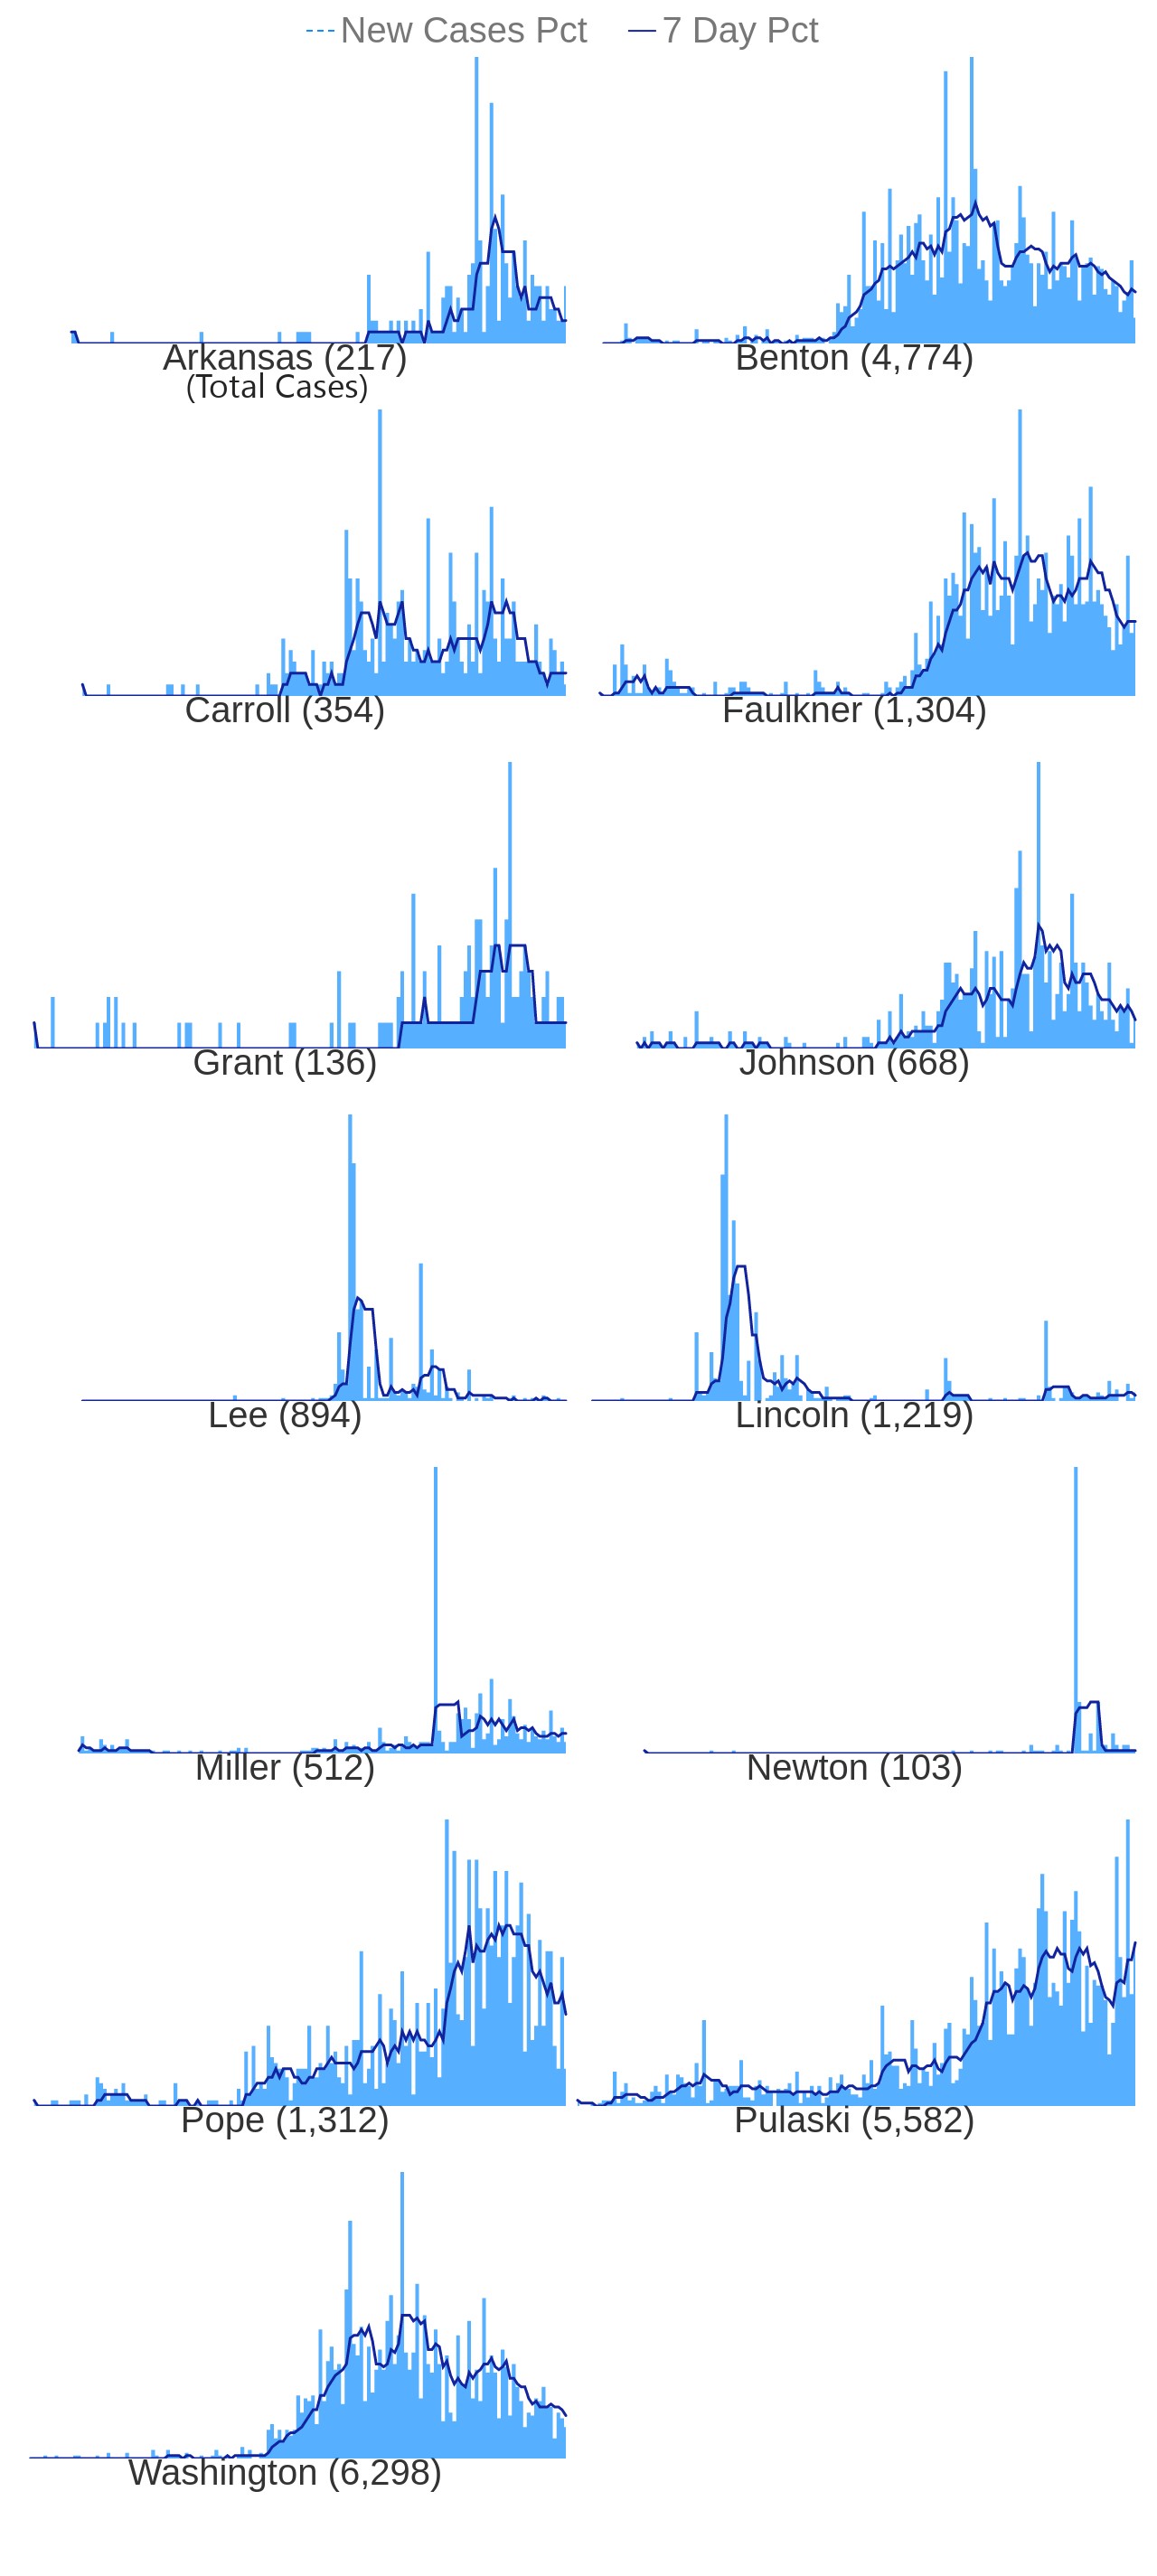 New Cases Pct 7 Day Pct
Arkansas (217) Benton (4,774)
(Total Cases)
Carroll (354) Faulkner (1,304)
Grant (136) Johnson (668)
Lee (894) Lincoln (1,219)
Miller (512) Newton (103)
Pope (1,312) Pulaski (5,582)
Washington (6,298)